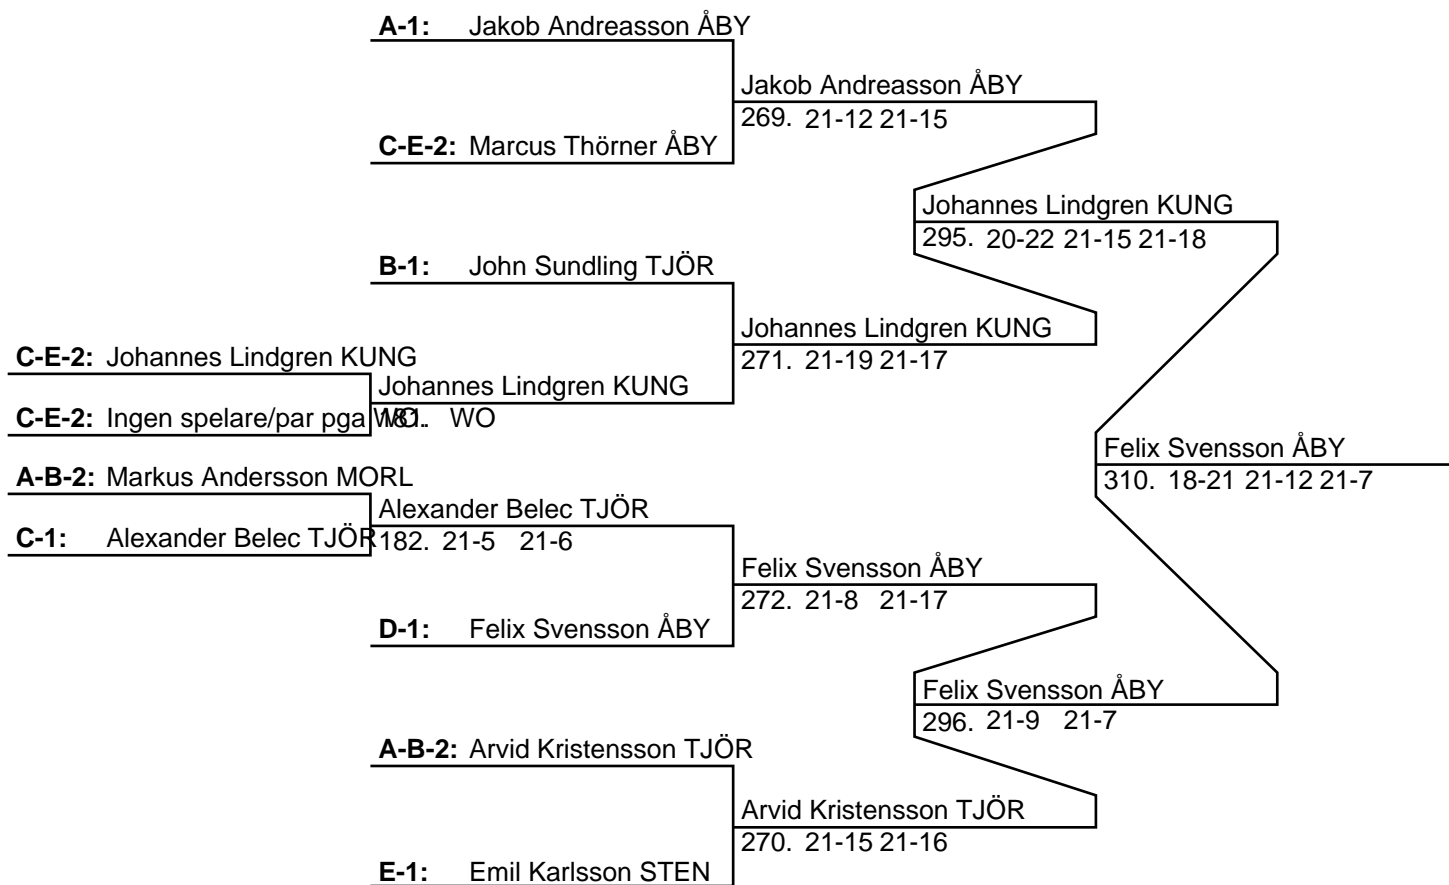 A-1: Jakob Andreasson ÅBY
Jakob Andreasson ÅBY
269. 21-12 21-15
C-E-2: Marcus Thörner ÅBY
Johannes Lindgren KUNG
295. 20-22 21-15 21-18
B-1: John Sundling TJÖR
Johannes Lindgren KUNG
271. 21-19 21-17
C-E-2: Johannes Lindgren KUNG
Johannes Lindgren KUNG
C-E-2: Ingen spelare/par pga WO.
181. WO
Felix Svensson ÅBY
310. 18-21 21-12 21-7
A-B-2: Markus Andersson MORL
Alexander Belec TJÖR
C-1: Alexander Belec TJÖR
182. 21-5 21-6
Felix Svensson ÅBY
272. 21-8 21-17
D-1: Felix Svensson ÅBY
Felix Svensson ÅBY
296. 21-9 21-7
A-B-2: Arvid Kristensson TJÖR
Arvid Kristensson TJÖR
270. 21-15 21-16
E-1: Emil Karlsson STEN